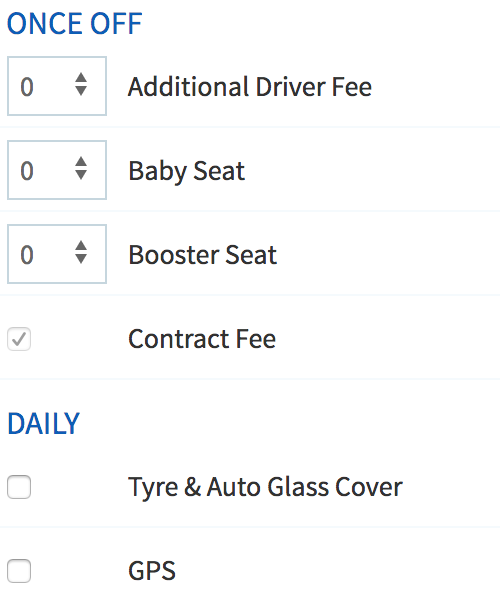 ONCE OFF
0 Additional Driver Fee
0 Baby Seat
0 Booster Seat
Contract Fee
DAILY
Tyre & Auto Glass Cover
GPS